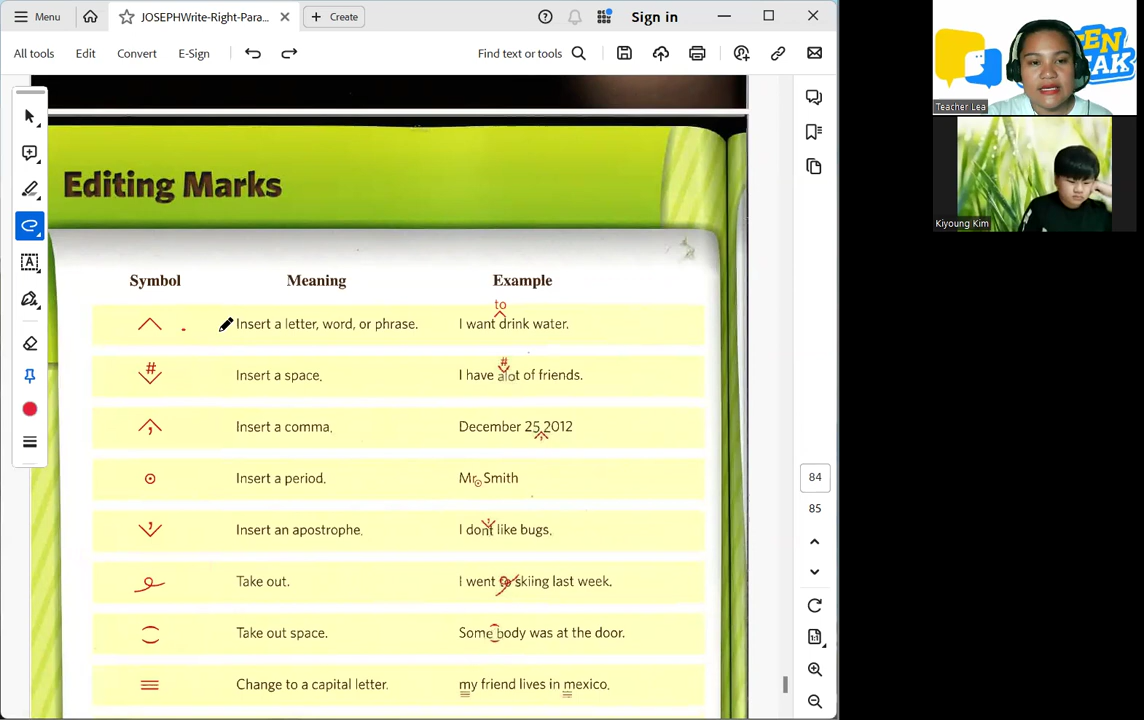 Menu
JOSEPHWrite-Right-Para...
Create
Sign in
All tools
Edit
Convert
E-Sign
Find text or tools
Editing Marks
Symbol Meaning Example
Insert a letter, word, or phrase.
to
I want drink water.
#
Insert a space.
#
I have alot of friends.
Insert a comma.
December 25 2012
Insert a period.
Mr Smith
Insert an apostrophe.
I dont like bugs.
Take out.
I went to skiing last week.
Take out space.
Some body was at the door.
Change to a capital letter.
my friend lives in mexico.
84
85
1:1
Teacher Lea
Kiyoung Kim